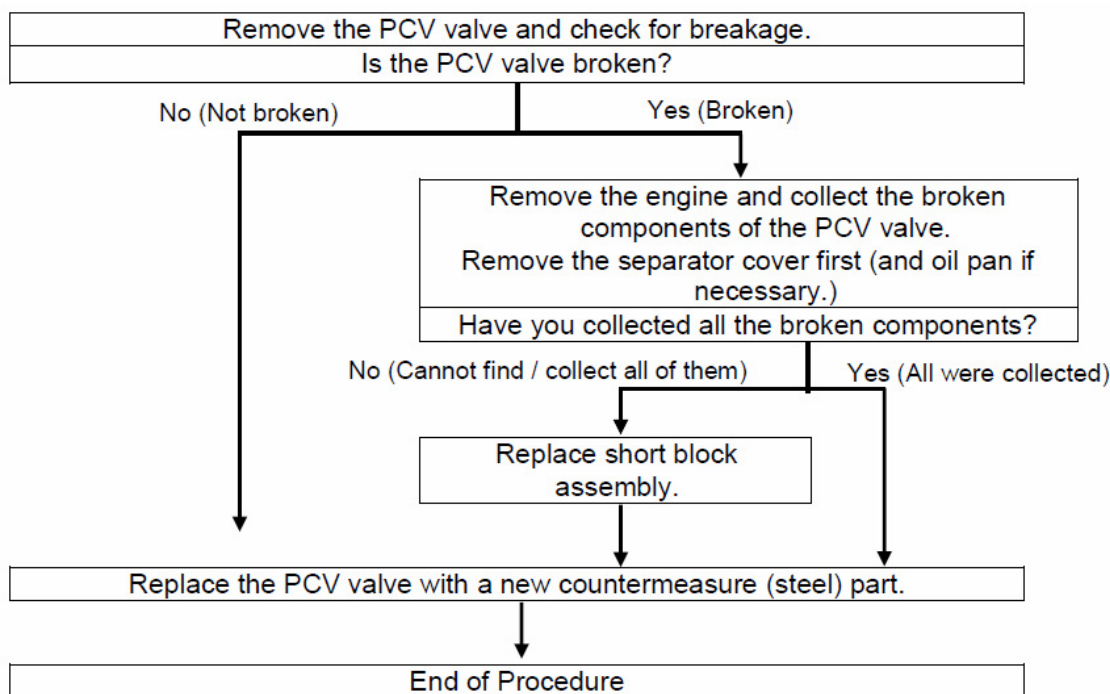 Remove the PCV valve and check for breakage.
Is the PCV valve broken?
No (Not broken)
Yes (Broken)
Remove the engine and collect the broken
components of the PCV valve.
Remove the separator cover first (and oil pan if
necessary.)
Have you collected all the broken components?
No (Cannot find / collect all of them)
Yes (All were collected)
Replace short block
assembly.
Replace the PCV valve with a new countermeasure (steel) part.
End of Procedure